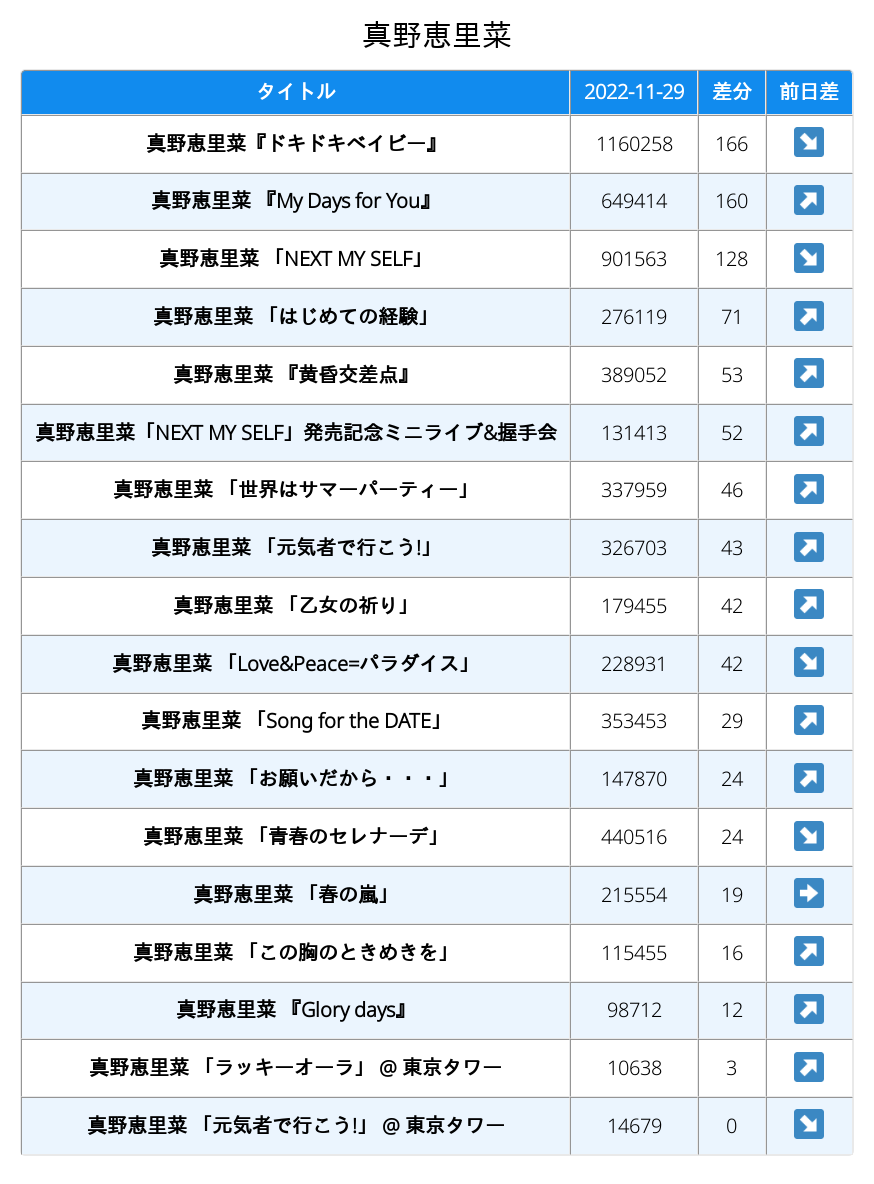 真野恵里菜
タイトル 2022-11-29 差分 前日差
真野恵里菜『ドキドキベイビー』 1160258 166 ↘
真野恵里菜 『My Days for You』 649414 160 ↗
真野恵里菜 「NEXT MY SELF」 901563 128 ↘
真野恵里菜 「はじめての経験」 276119 71 ↗
真野恵里菜 『黄昏交差点』 389052 53 ↗
真野恵里菜「NEXT MY SELF」発売記念ミニライブ&握手会 131413 52 ↗
真野恵里菜 「世界はサマーパーティー」 337959 46 ↗
真野恵里菜 「元気者で行こう!」 326703 43 ↗
真野恵里菜 「乙女の祈り」 179455 42 ↗
真野恵里菜 「Love&Peace=パラダイス」 228931 42 ↘
真野恵里菜 「Song for the DATE」 353453 29 ↗
真野恵里菜 「お願いだから・・・」 147870 24 ↗
真野恵里菜 「青春のセレナーデ」 440516 24 ↘
真野恵里菜 「春の嵐」 215554 19 ➡
真野恵里菜 「この胸のときめきを」 115455 16 ↗
真野恵里菜 『Glory days』 98712 12 ↗
真野恵里菜 「ラッキーオーラ」 @ 東京タワー 10638 3 ↗
真野恵里菜 「元気者で行こう!」 @ 東京タワー 14679 0 ↘